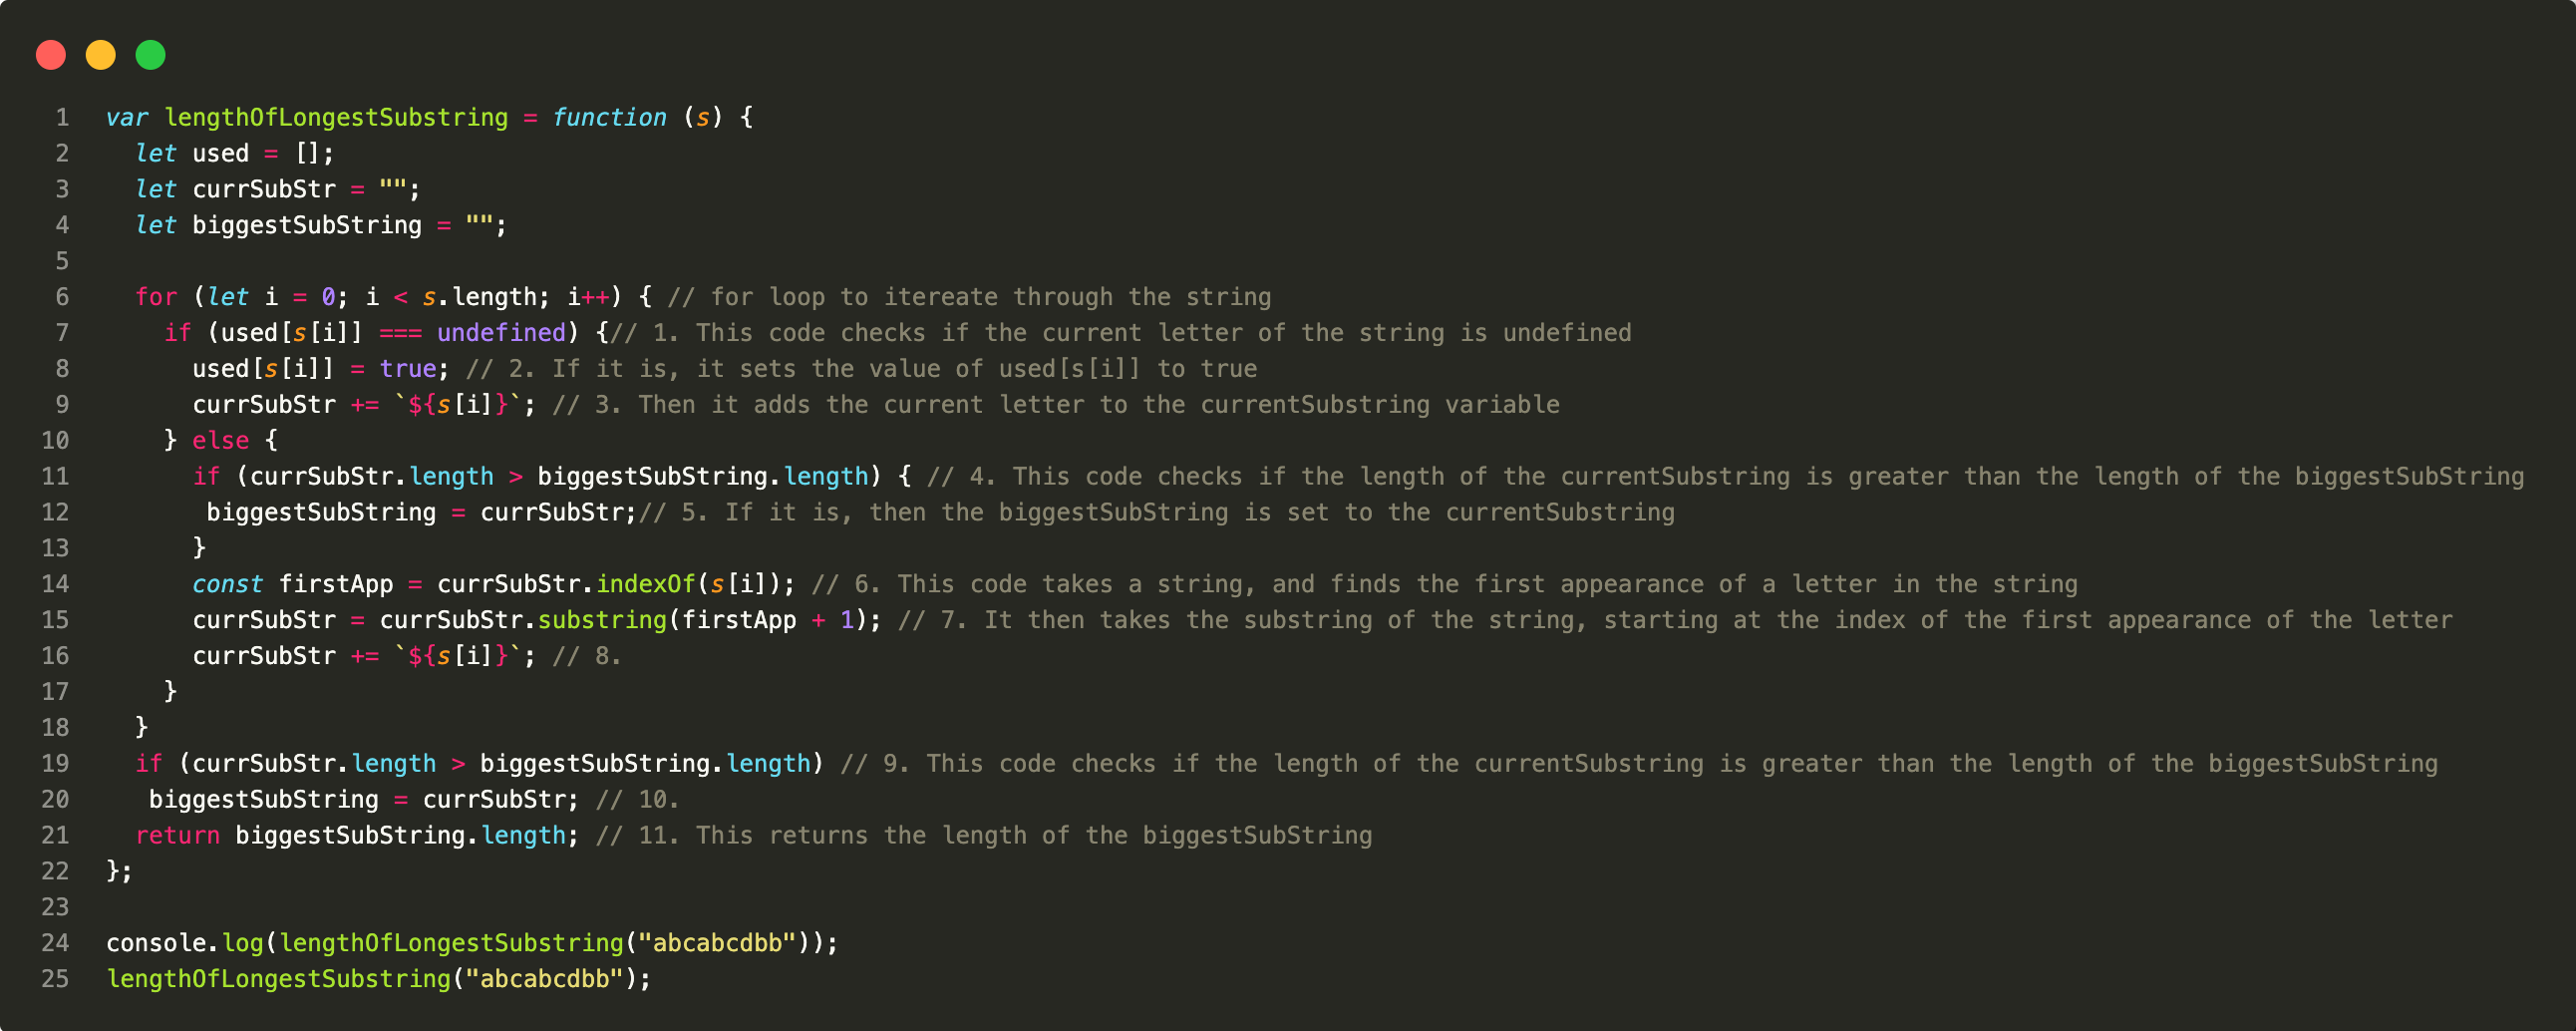 1 var lengthOfLongestSubstring = function (s) {
2 let used = [];
3 let currSubStr = "";
4 let biggestSubString = "";
5
6 for (let i = 0; i < s.length; i++) { // for loop to itereate through the string
7 if (used[s[i]] === undefined) {// 1. This code checks if the current letter of the string is undefined
8 used[s[i]] = true; // 2. If it is, it sets the value of used[s[i]] to true
9 currSubStr += `${s[i]}`; // 3. Then it adds the current letter to the currentSubstring variable
10 } else {
11 if (currSubStr.length > biggestSubString.length) { // 4. This code checks if the length of the currentSubstring is greater than the length of the biggestSubString
12 biggestSubString = currSubStr;// 5. If it is, then the biggestSubString is set to the currentSubstring
13 }
14 const firstApp = currSubStr.indexOf(s[i]); // 6. This code takes a string, and finds the first appearance of a letter in the string
15 currSubStr = currSubStr.substring(firstApp + 1); // 7. It then takes the substring of the string, starting at the index of the first appearance of the letter
16 currSubStr += `${s[i]}`; // 8.
17 }
18 }
19 if (currSubStr.length > biggestSubString.length) // 9. This code checks if the length of the currentSubstring is greater than the length of the biggestSubString
20 biggestSubString = currSubStr; // 10.
21 return biggestSubString.length; // 11. This returns the length of the biggestSubString
22 };
23
24 console.log(lengthOfLongestSubstring("abcabcdbb"));
25 lengthOfLongestSubstring("abcabcdbb");